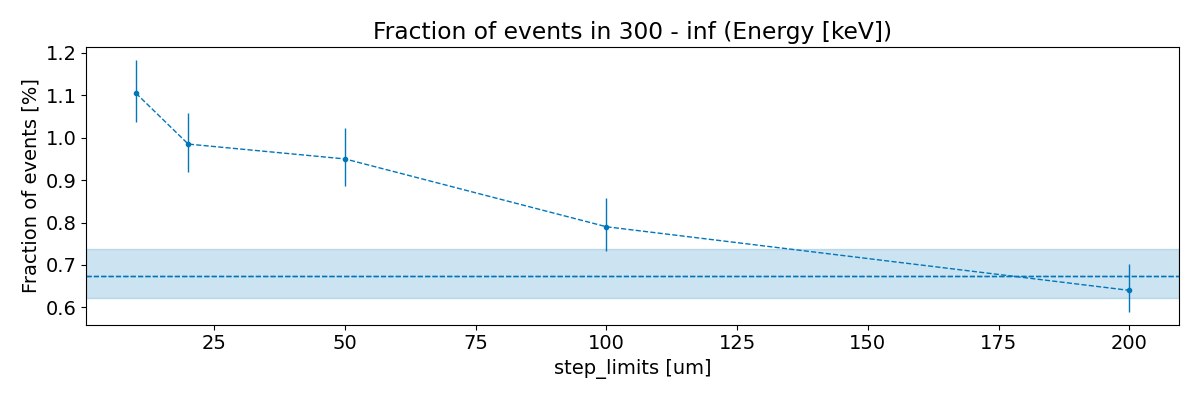 Fraction of events in 300 - inf (Energy [keV])
Fraction of events [%]
1.2
1.1
1.0
0.9
0.8
0.7
0.6
25 50 75 100 125 150 175 200
step_limits [um]